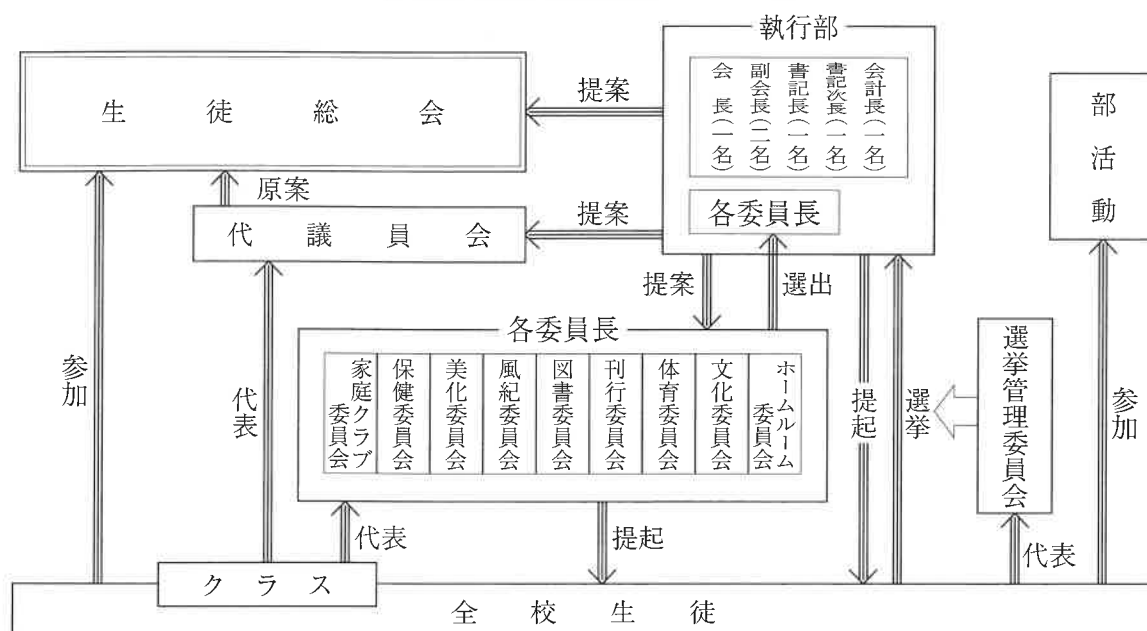 執行部
会長(一名)
副会長(二名)
書記長(一名)
書記次長(一名)
会計長(一名)
各委員長
生徒総会
提案
部活動
原案
代議員会
提案
提案
選出
各委員長
家庭クラブ
委員会
保健委員会
美化委員会
風紀委員会
図書委員会
刊行委員会
体育委員会
文化委員会
ホームルーム
委員会
選挙管理委員会
参加
代表
提起
選挙
参加
代表
提起
代表
クラス
全校生徒